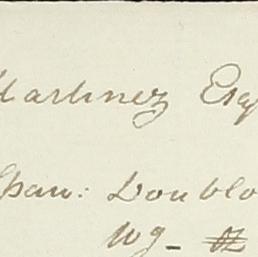 Martinez Esq
Span: Doublo
Wg -